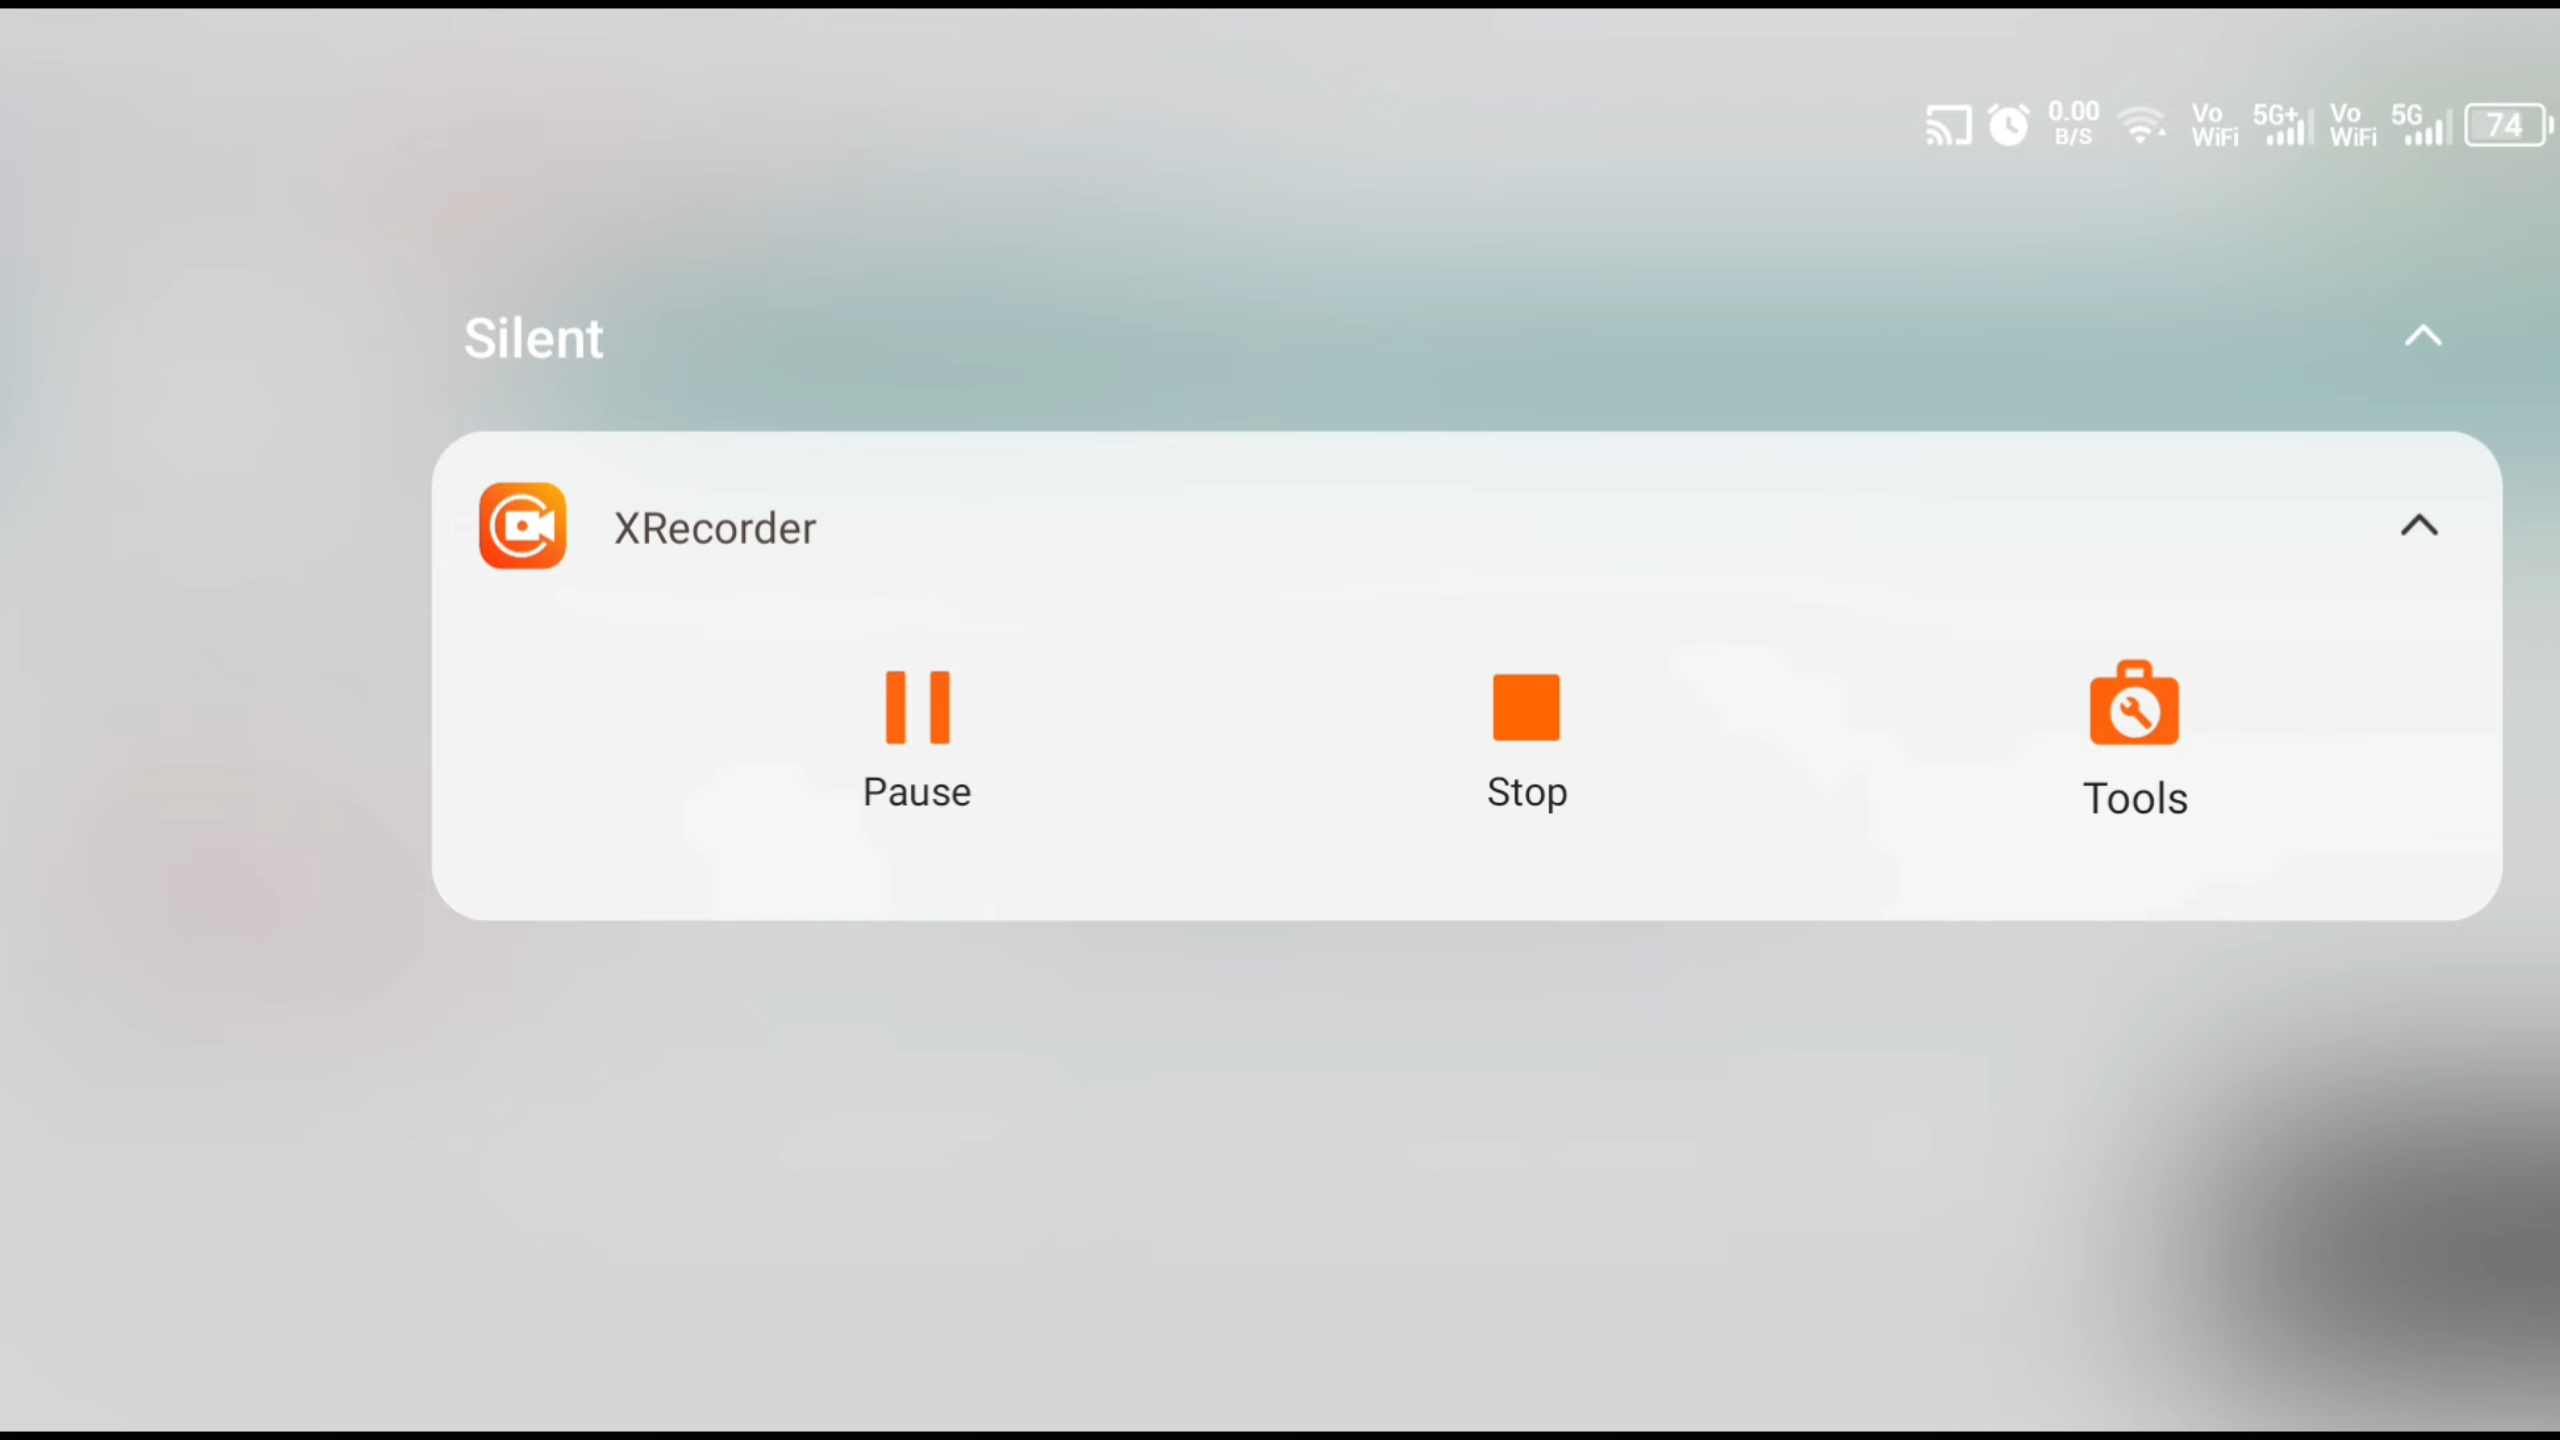 0.00
B/S
Vo
WiFi
5G+
Vo
WiFi
5G
74
Silent
XRecorder
Pause
Stop
Tools